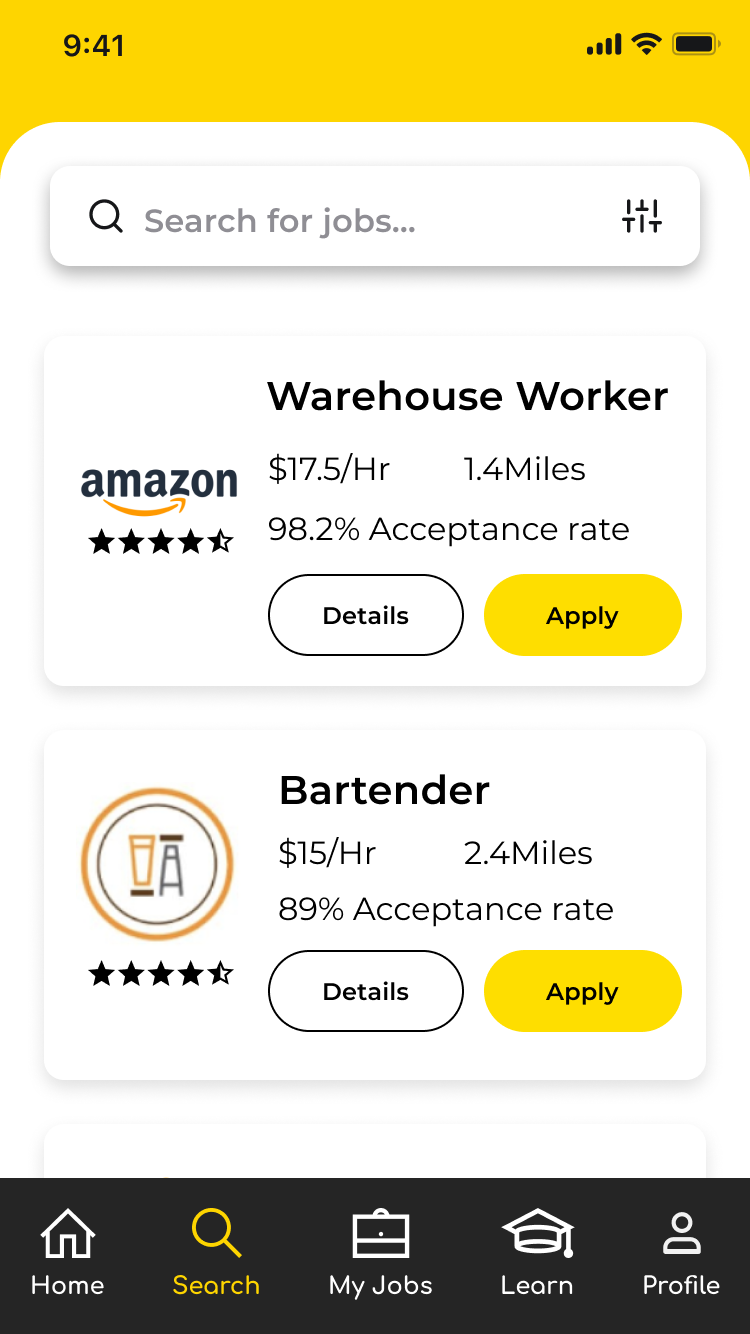 9:41
Search for jobs...
Warehouse Worker
amazon
$17.5/Hr 1.4Miles
98.2% Acceptance rate
Details Apply
Bartender
$15/Hr 2.4Miles
89% Acceptance rate
Details Apply
Home Search My Jobs Learn Profile